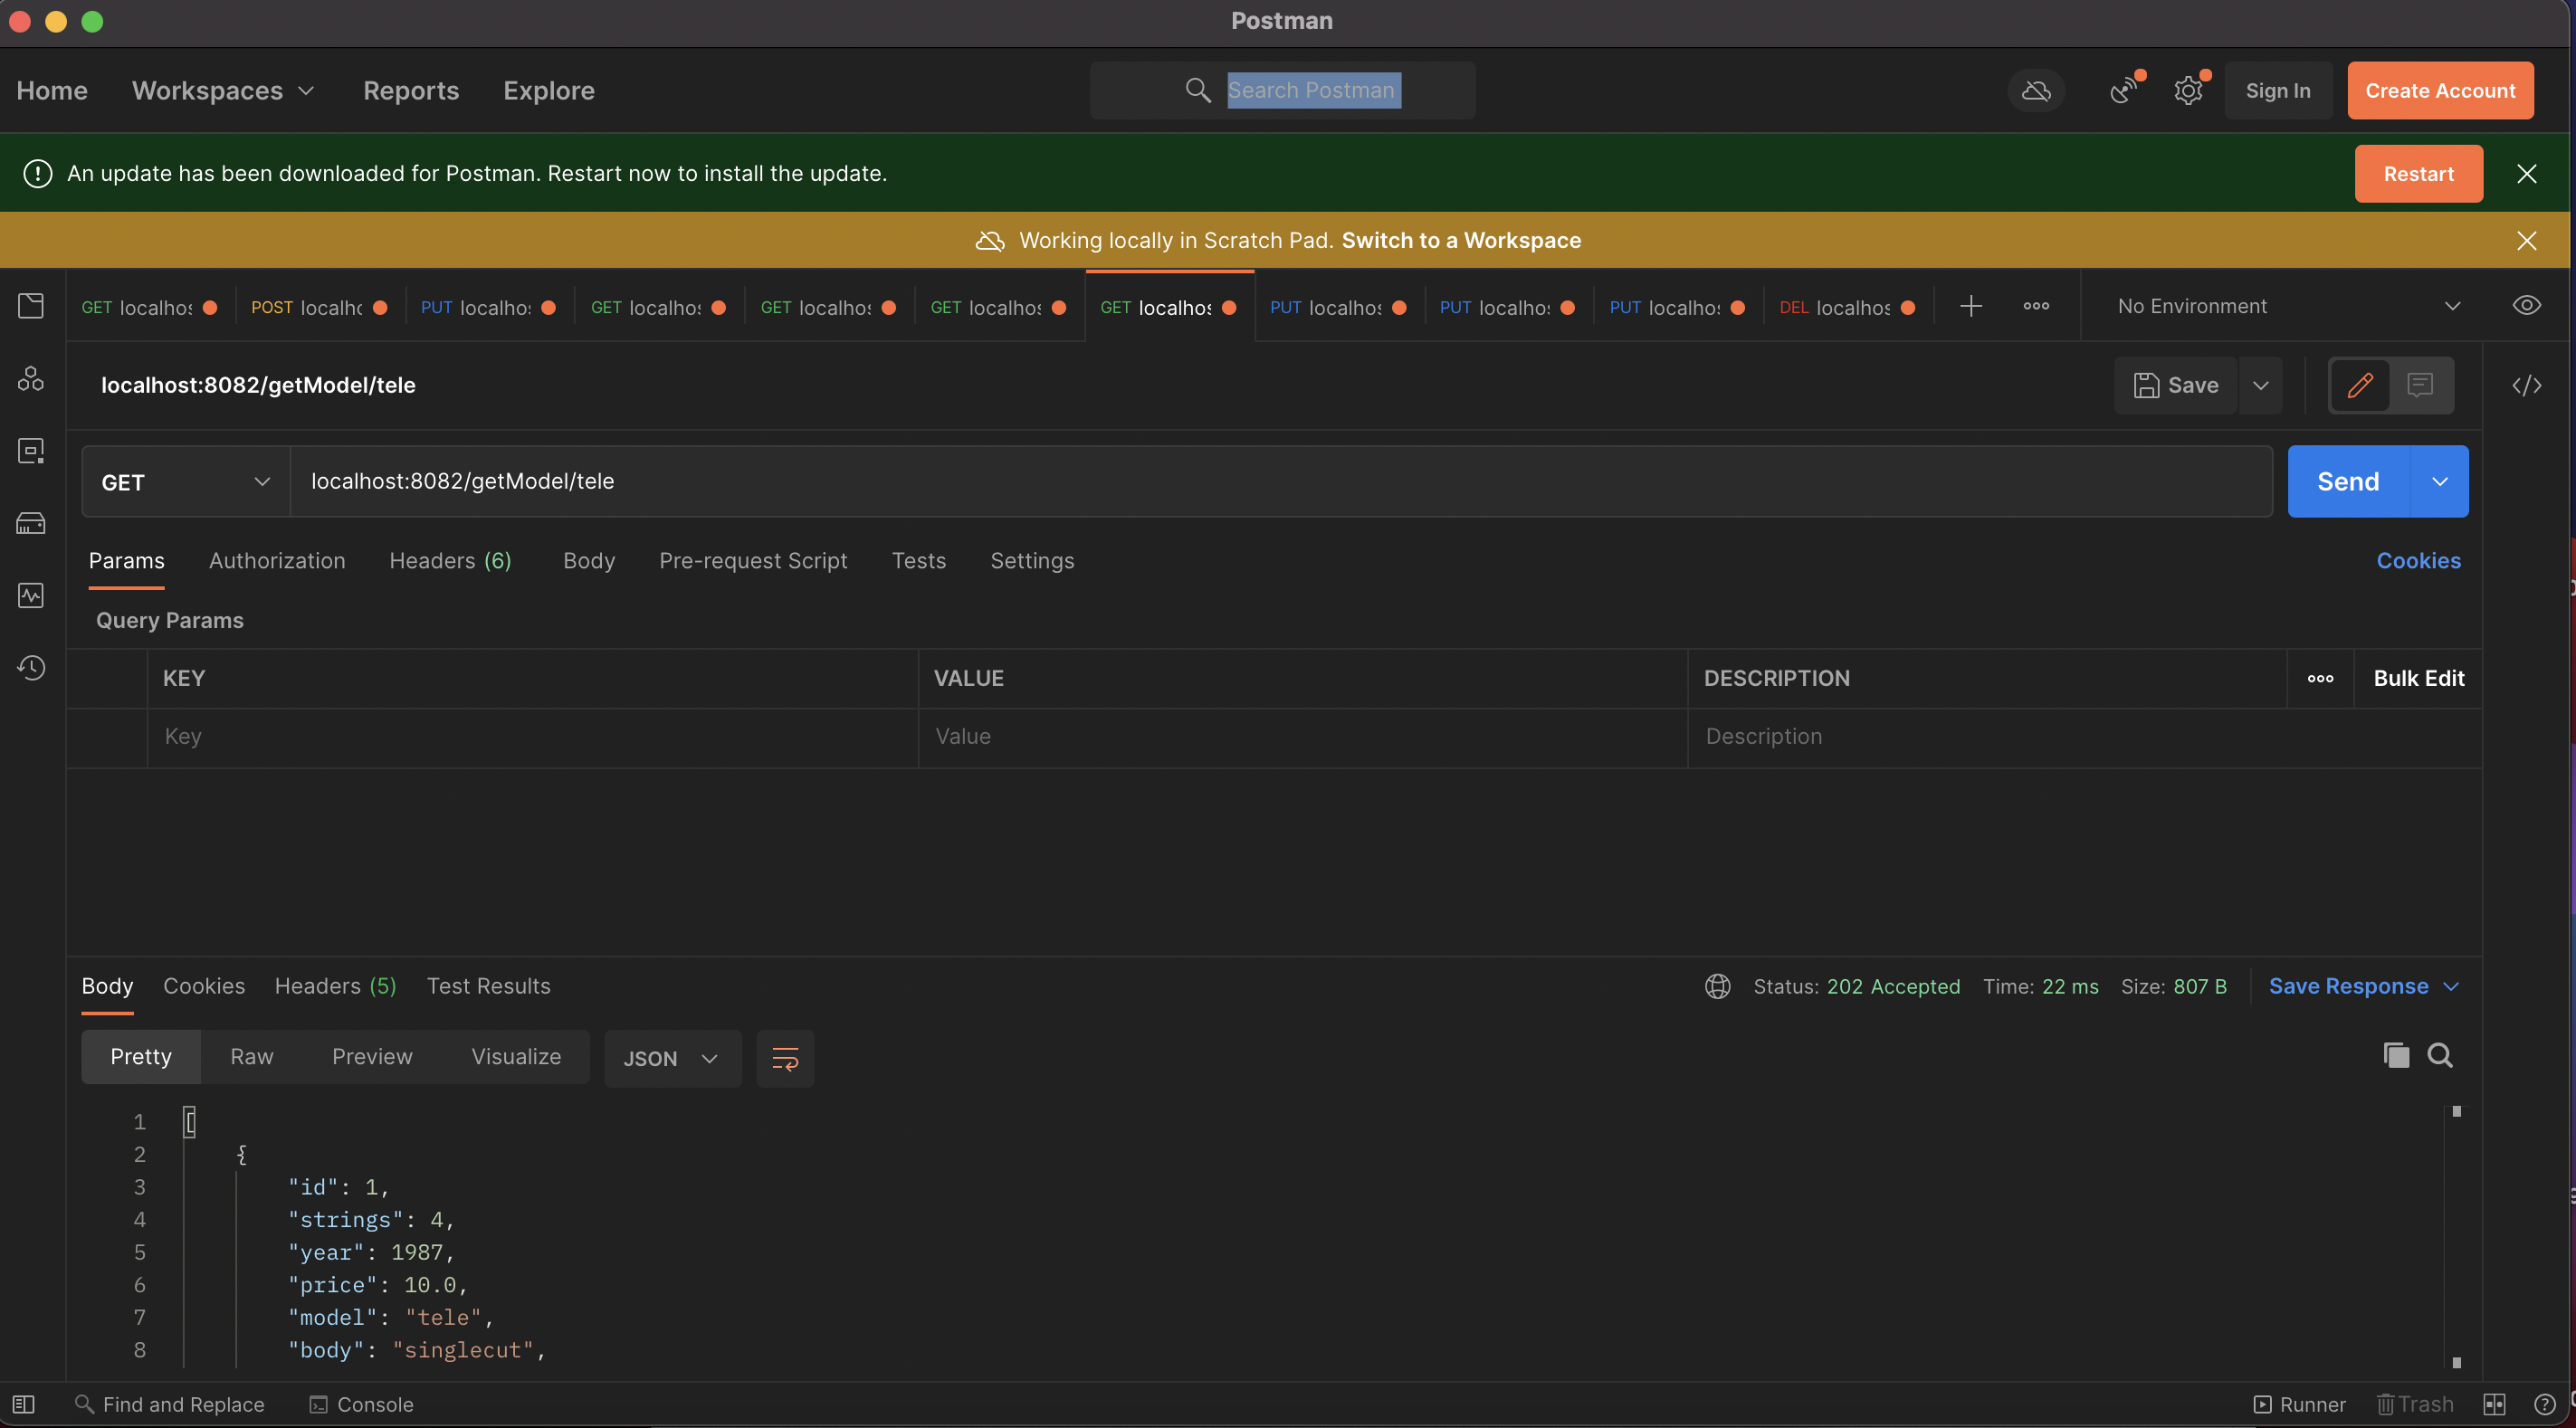 Postman
Home Workspaces Reports Explore Search Postman Sign In Create Account
An update has been downloaded for Postman. Restart now to install the update. Restart
Working locally in Scratch Pad. Switch to a Workspace
GET localhos POST localhc PUT localho: GET localhos GET localhos GET localhos GET localhos PUT localhos PUT localho: PUT localho: DEL localhos No Environment
localhost:8082/getModel/tele Save
GET localhost:8082/getModel/tele Send
Params Authorization Headers (6) Body Pre-request Script Tests Settings Cookies
Query Params
KEY VALUE DESCRIPTION Bulk Edit
Key Value Description
Body Cookies Headers (5) Test Results Status: 202 Accepted Time: 22 ms Size: 807 B Save Response
Pretty Raw Preview Visualize JSON
1 [
2 {
3 "id": 1,
4 "strings": 4,
5 "year": 1987,
6 "price": 10.0,
7 "model": "tele",
8 "body": "singlecut",
Find and Replace Console Runner Trash